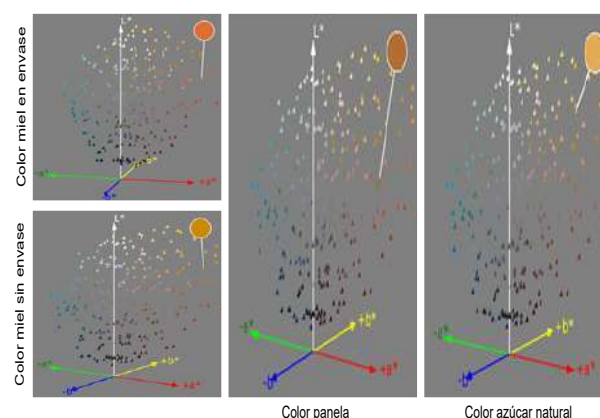 Color miel en envase
L*
+b*
-a*
+a*
-b*
Color miel sin envase
L*
+b*
-a*
+a*
-b
Color panela
L*
+b*
-a*
+a*
-b
Color azúcar natural
L*
+b*
-a*
+a*
-b